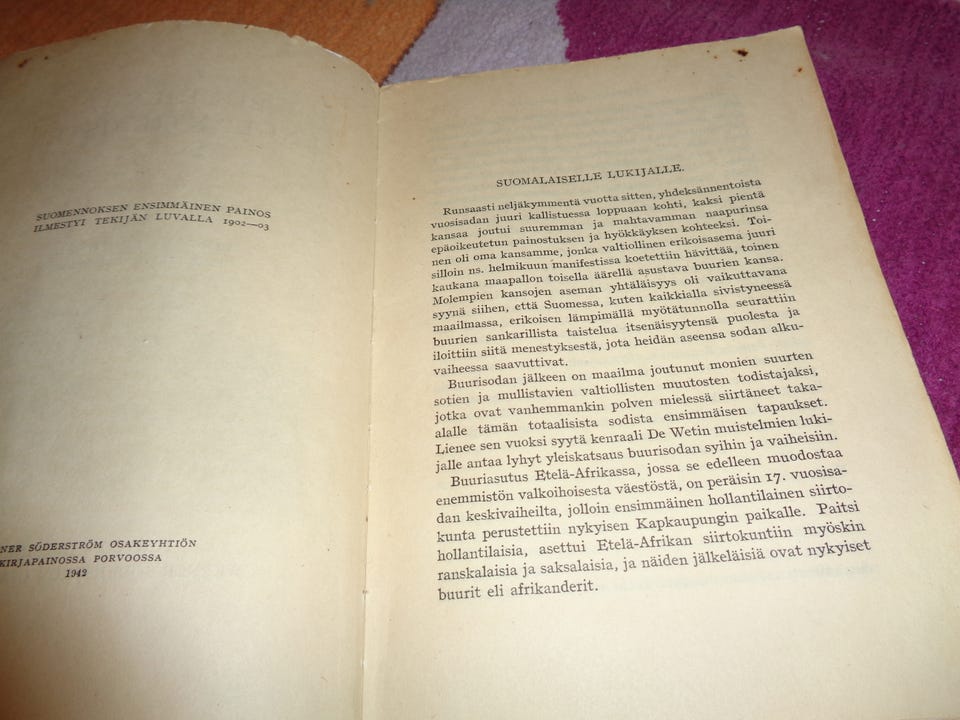 SUOMENNOKSEN ENSIMMÄINEN PAINOS
ILMESTYI TEKIJÄN LUVALLA 1902—03
NER SÖDERSTRÖM OSAKEYHTIÖN
KIRJAPAINOSSA PORVOOSSA
1942
SUOMALAISELLE LUKIJALLE.
Runsaasti neljäkymmentä vuotta sitten, yhdeksännentoista
vuosisadan juuri kallistuessa loppuaan kohti, kaksi pientä
kansaa joutui suuremman ja mahtavamman naapurinsa
epäoikeutetun painostuksen ja hyökkäyksen kohteeksi. Toi-
nen oli oma kansamme, jonka valtiollinen erikoisasema juuri
silloin ns. helmikuun manifestissa koetettiin hävittää, toinen
kaukana maapallon toisella äärellä asustava buurien kansa.
Molempien kansojen aseman yhtäläisyys oli vaikuttavana
syynä siihen, että Suomessa, kuten kaikkialla sivistyneessä
maailmassa, erikoisen lämpimällä myötätunnolla seurattiin
buurien sankarillista taistelua itsenäisyytensä puolesta ja
iloittiin siitä menestyksestä, jota heidän aseensa sodan alku-
vaiheessa saavuttivat.
Buurisodan jälkeen on maailma joutunut monien suurten
sotien ja mullistavien valtiollisten muutosten todistajaksi,
jotka ovat vanhemmankin polven mielessä siirtäneet taka-
alalle tämän totaalisista sodista ensimmäisen tapaukset.
Lienee sen vuoksi syytä kenraali De Wetin muistelmien luki-
jalle antaa lyhyt yleiskatsaus buurisodan syihin ja vaiheisiin.
Buuriasutus Etelä-Afrikassa, jossa se edelleen muodostaa
enemmistön valkoihoisesta väestöstä, on peräisin 17. vuosisa-
dan keskivaiheilta, jolloin ensimmäinen hollantilainen siirto-
kunta perustettiin nykyisen Kapkaupungin paikalle. Paitsi
hollantilaisia, asettui Etelä-Afrikan siirtokuntiin myöskin
ranskalaisia ja saksalaisia, ja näiden jälkeläisiä ovat nykyiset
buurit eli afrikanderit.